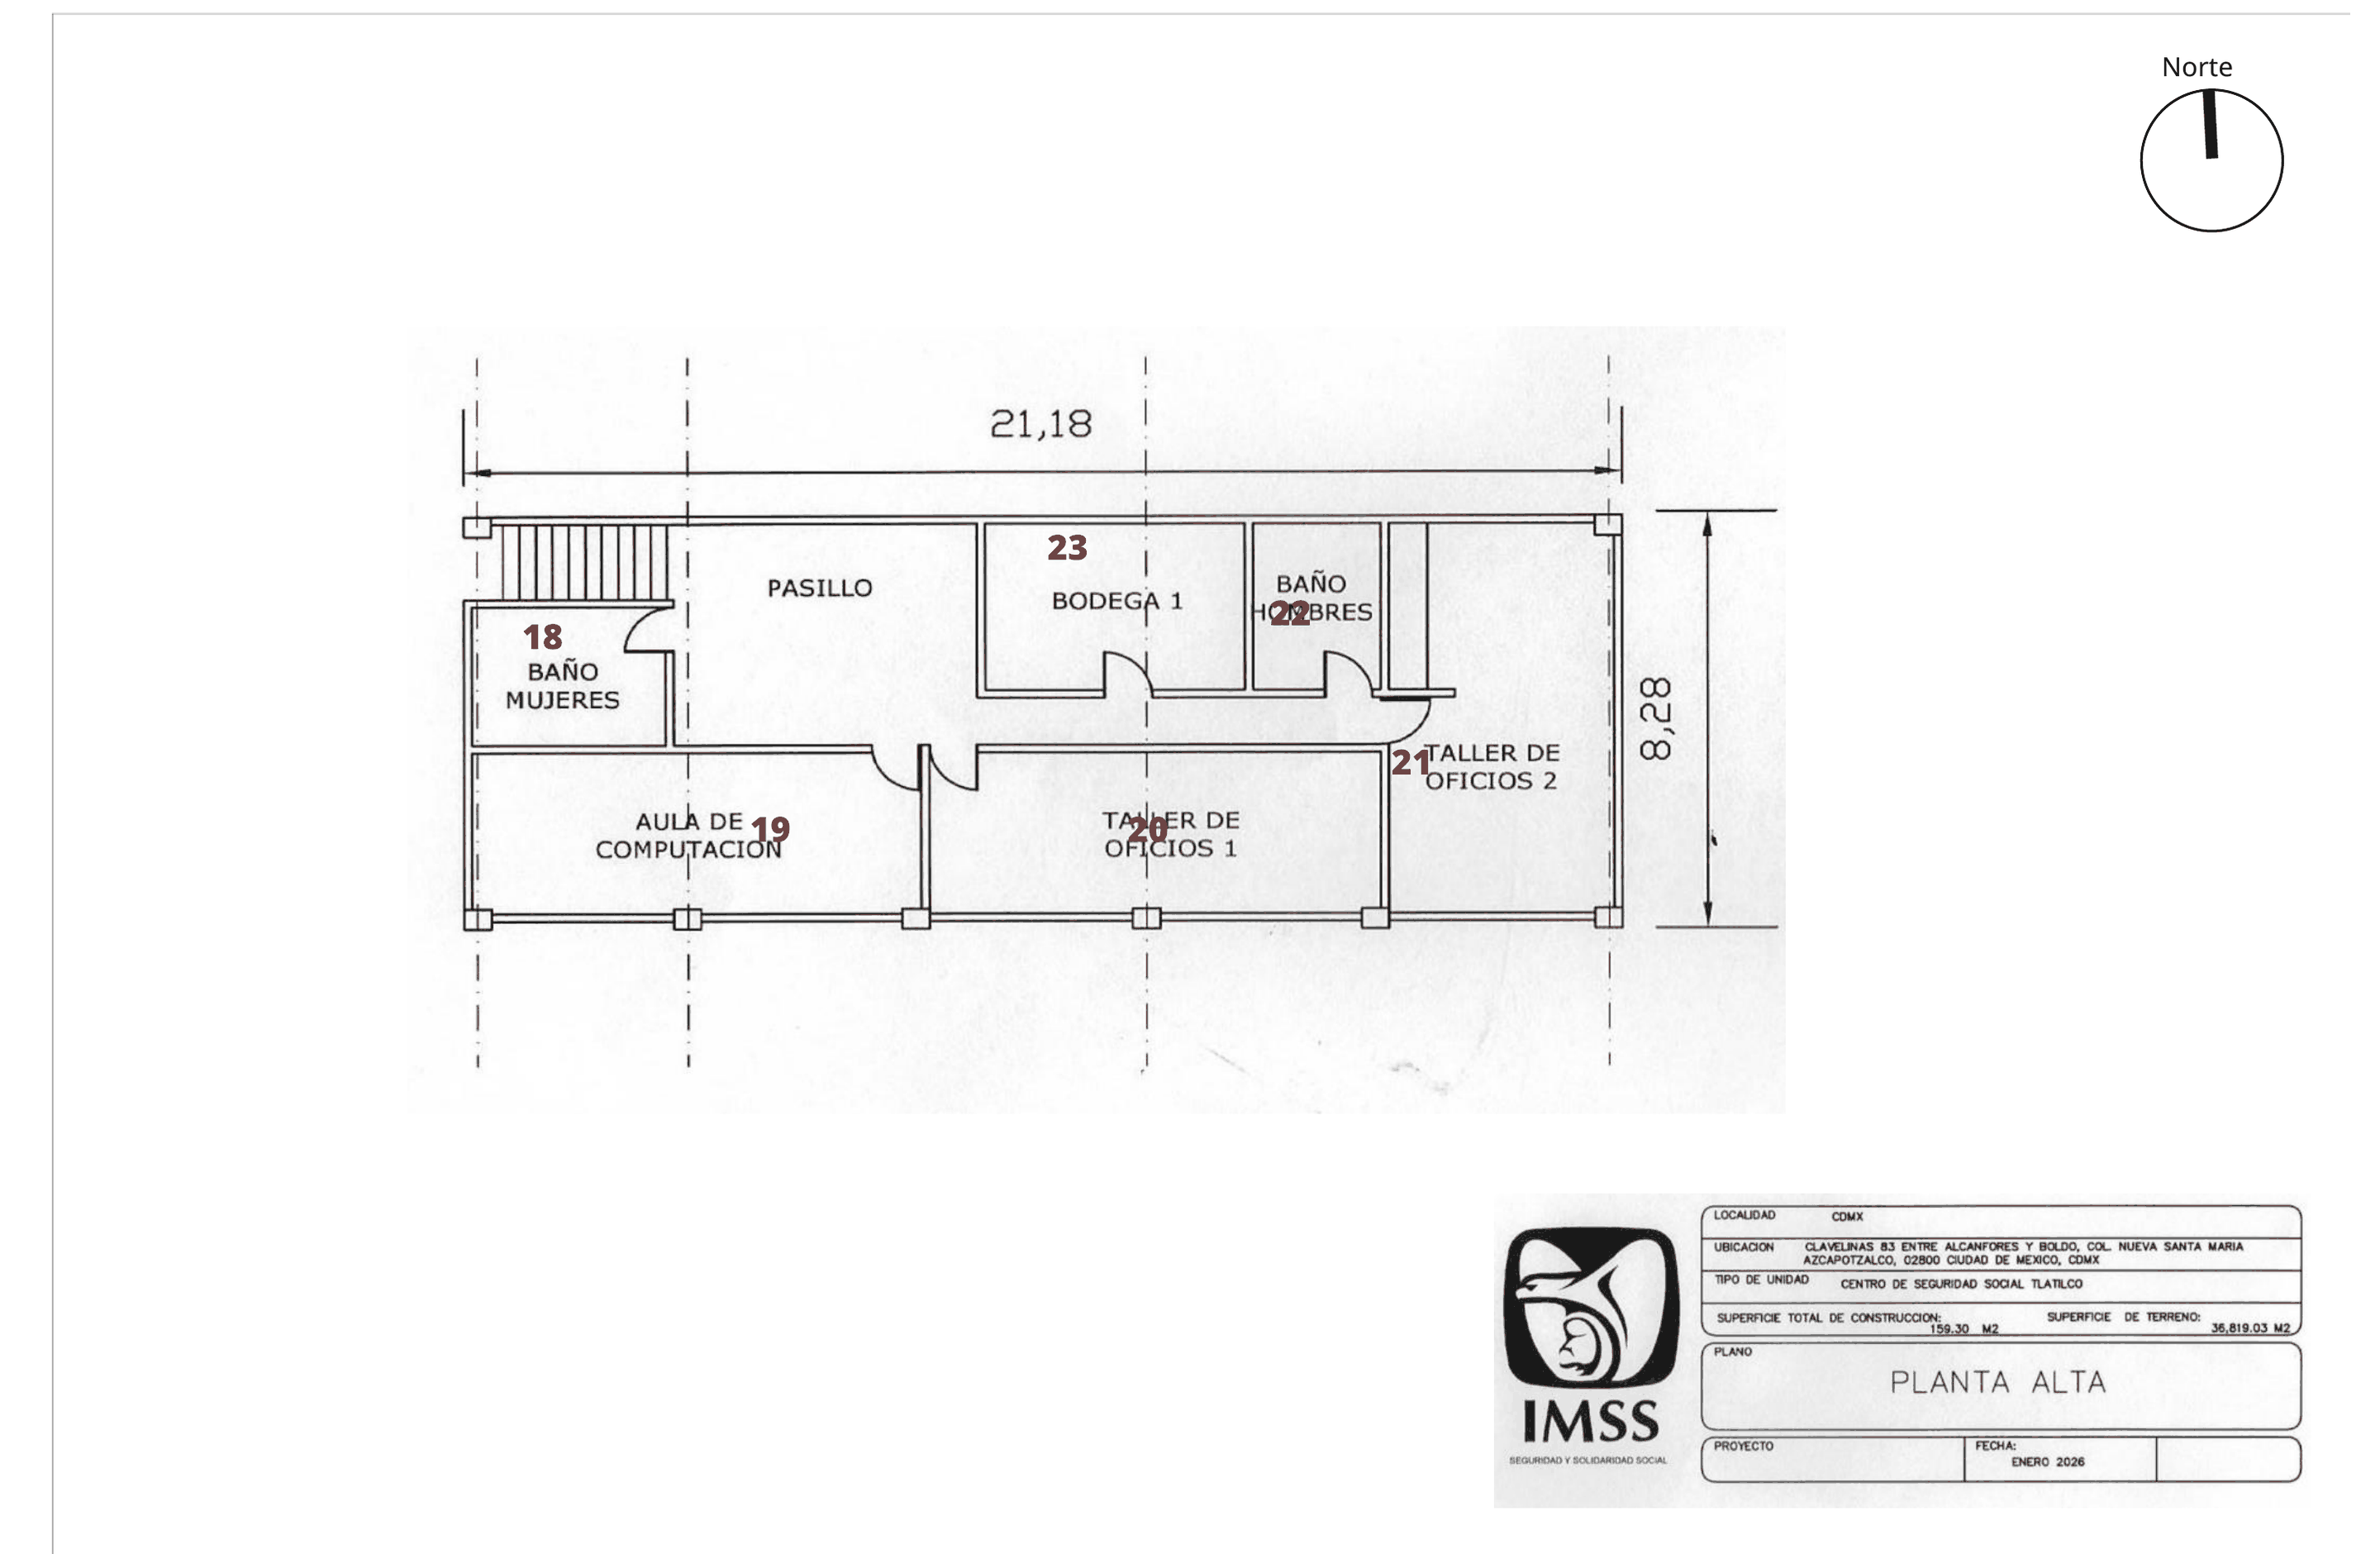 Norte
21,18
23
PASILLO
BODEGA 1
BAÑO
HOMBRES
22
18
BAÑO
MUJERES
8,28
21
TALLER DE
OFICIOS 2
AULA DE
COMPUTACION
19
TALLER DE
OFICIOS 1
20
LOCALIDAD CDMX
UBICACION CLAVELINAS 83 ENTRE ALCANFORES Y BOLDO, COL. NUEVA SANTA MARIA
AZCAPOTZALCO, 02800 CIUDAD DE MEXICO, CDMX
TIPO DE UNIDAD CENTRO DE SEGURIDAD SOCIAL TLATILCO
SUPERFICIE TOTAL DE CONSTRUCCION: SUPERFICIE DE TERRENO:
159.30 M2 36,819.03 M2
PLANO
PLANTA ALTA
IMSS
SEGURIDAD Y SOLIDARIDAD SOCIAL
PROYECTO
FECHA:
ENERO 2026